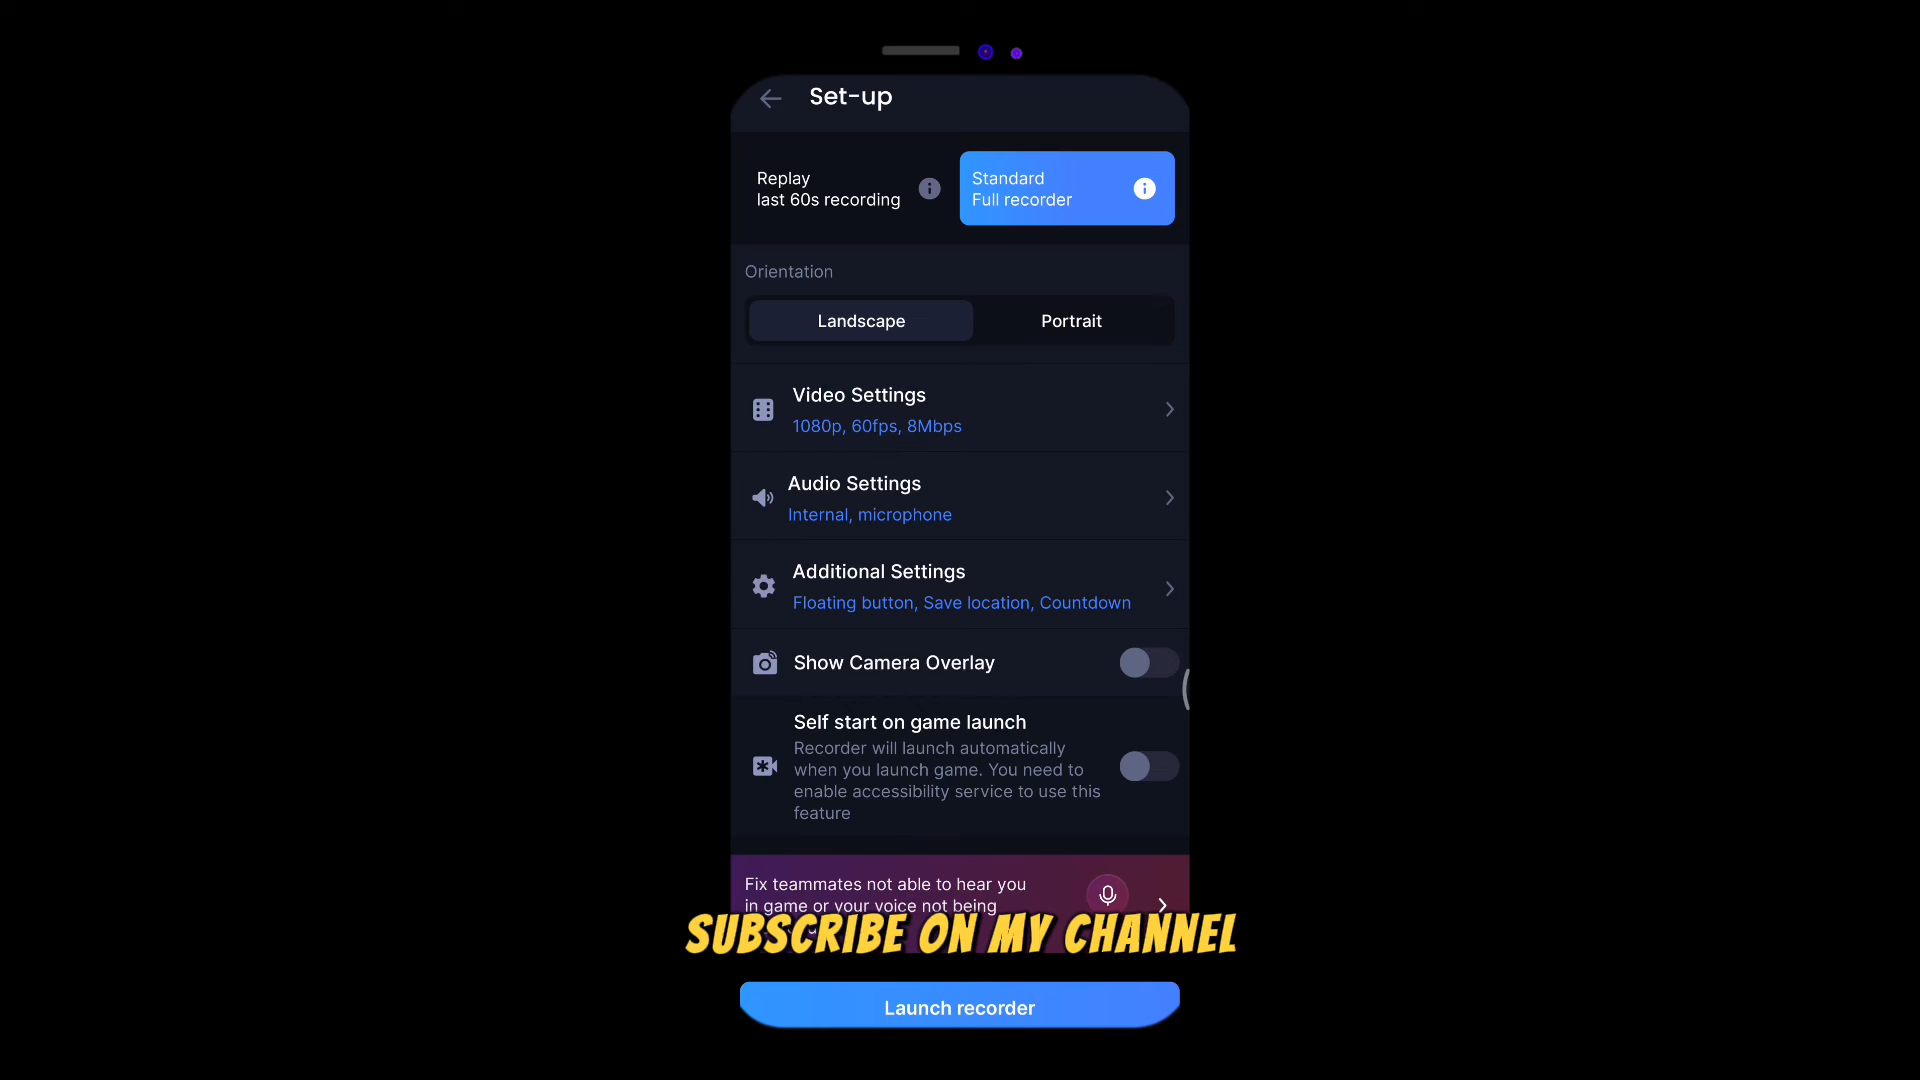 Set-up
Replay
last 60s recording
Standard
Full recorder
Orientation
Landscape
Portrait
Video Settings
1080p, 60fps, 8Mbps
Audio Settings
Internal, microphone
Additional Settings
Floating button, Save location, Countdown
Show Camera Overlay
Self start on game launch
Recorder will launch automatically
when you launch game. You need to
enable accessibility service to use this
feature
Fix teammates not able to hear you
in game or your voice not being
SUBSCRIBE ON MY CHANNEL
Launch recorder